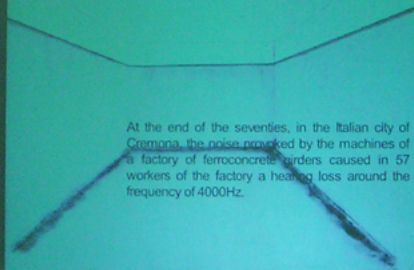 At the end of the seventies, in the Italian city of
Cremona, the noise provoked by the machines of
a factory of ferroconcrete girders caused in 57
workers of the factory a hearing loss around the
frequency of 4000Hz.